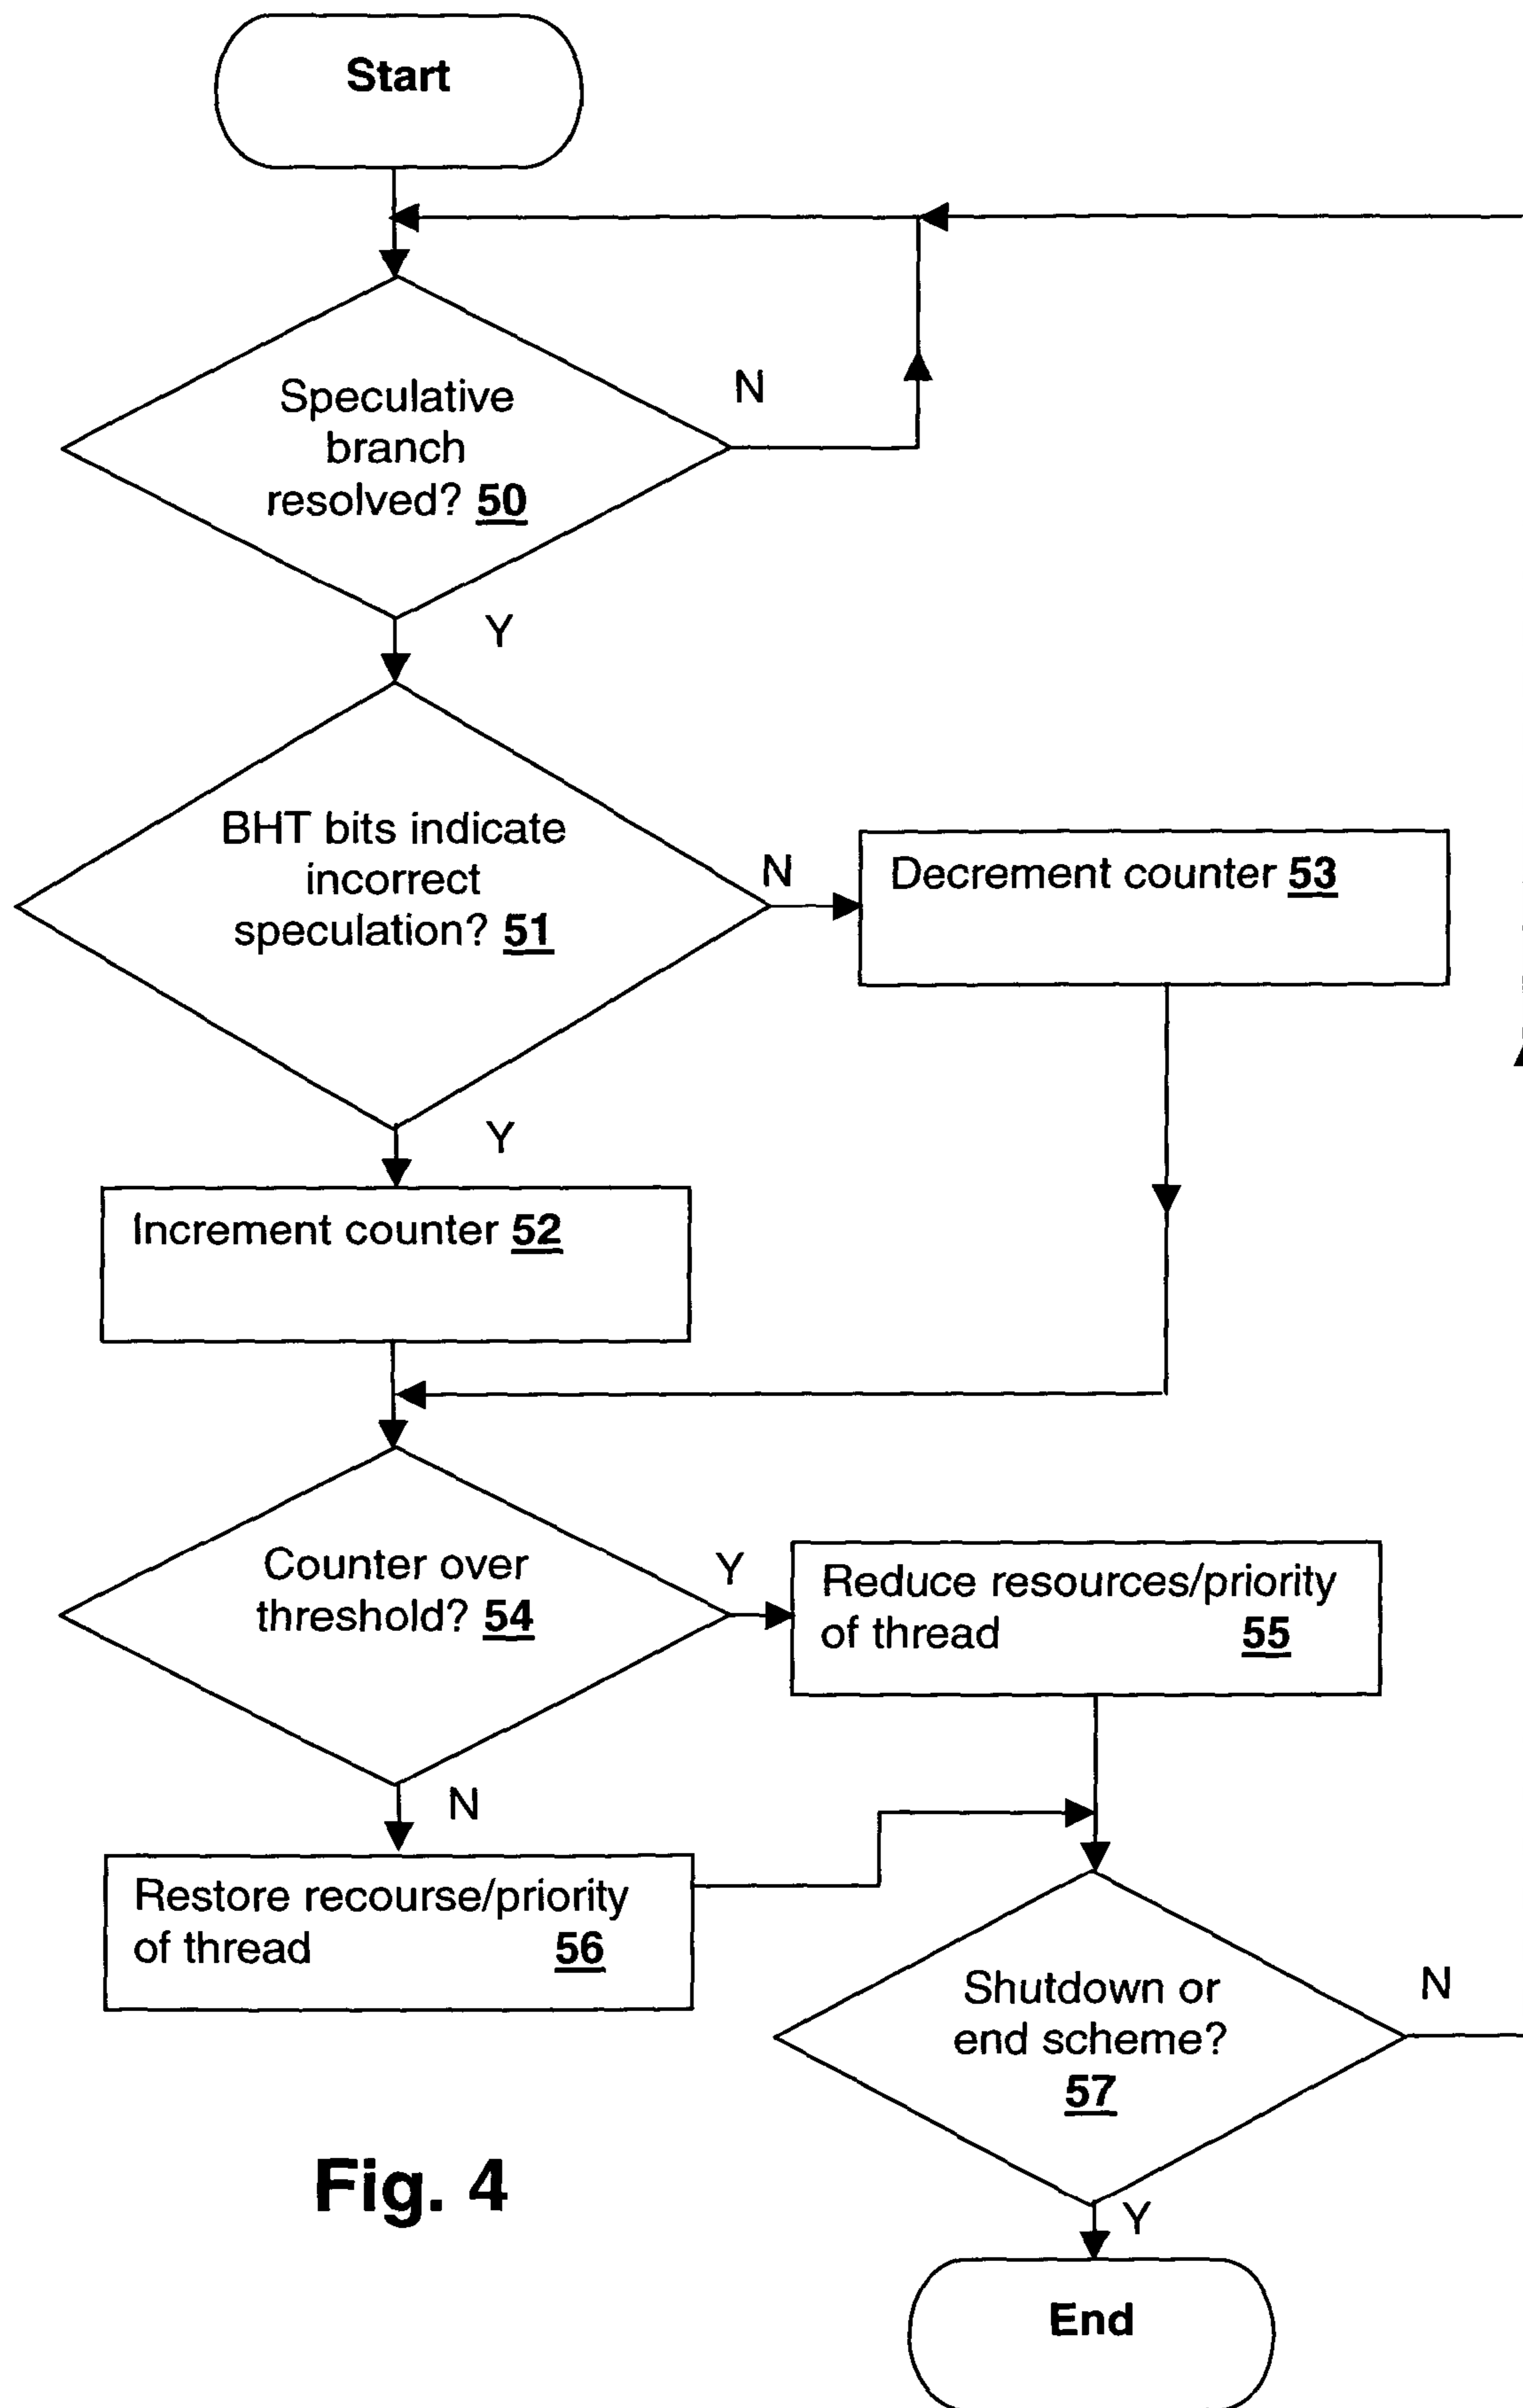 Start
Speculative
branch
resolved? 50
N
Y
BHT bits indicate
incorrect
speculation? 51
N
Decrement counter 53
Y
Increment counter 52
Counter over
threshold? 54
Y
Reduce resources/priority
of thread 55
N
Restore recourse/priority
of thread 56
Shutdown or
end scheme?
57
N
Y
End
Fig. 4